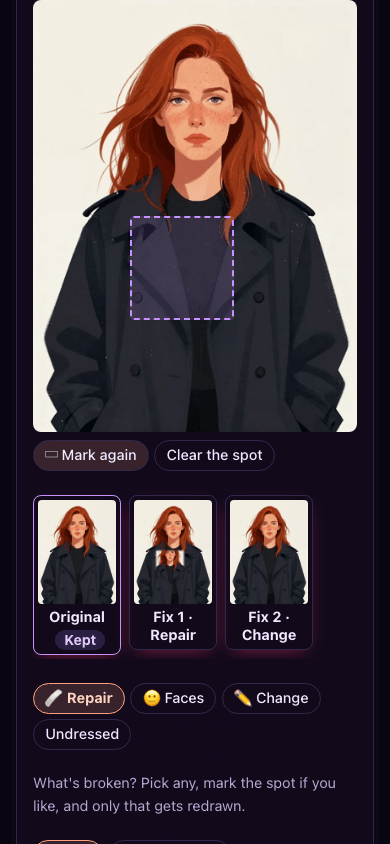 Mark again
Clear the spot
Original
Kept
Fix 1 ·
Repair
Fix 2 ·
Change
Repair
Faces
Change
Undressed
What's broken? Pick any, mark the spot if you
like, and only that gets redrawn.